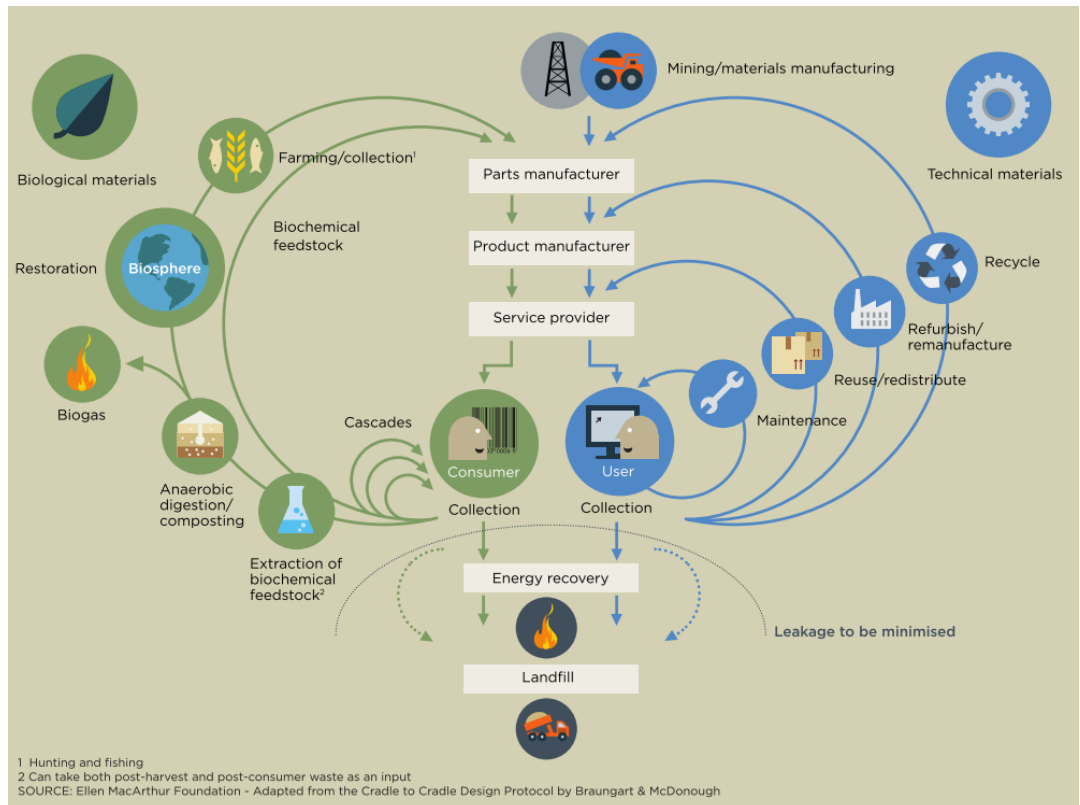 Mining/materials manufacturing
Biological materials
Farming/collection¹
Technical materials
Parts manufacturer
Biochemical
feedstock
Product manufacturer
Restoration
Biosphere
Recycle
Service provider
Refurbish/
remanufacture
Biogas
Reuse/redistribute
Cascades
Maintenance
Consumer
User
Anaerobic
digestion/
composting
Collection
Collection
Extraction of
biochemical
feedstock²
Energy recovery
Leakage to be minimised
Landfill
1 Hunting and fishing
2 Can take both post-harvest and post-consumer waste as an input
SOURCE: Ellen MacArthur Foundation - Adapted from the Cradle to Cradle Design Protocol by Braungart & McDonough